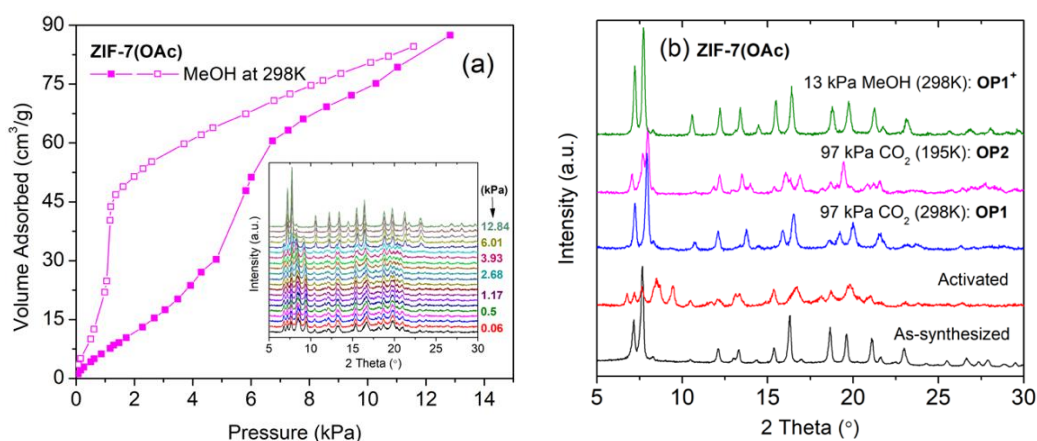 ZIF-7(OAc)
MeOH at 298K
(a)
Volume Adsorbed (cm³/g)
90
75
60
45
30
15
0
0 2 4 6 8 10 12 14
Pressure (kPa)
Intensity (a.u.)
(kPa)
12.84
6.01
3.93
2.68
1.17
0.5
0.06
5 10 15 20 25 30
2 Theta (°)
(b) ZIF-7(OAc)
13 kPa MeOH (298K): OP1⁺
97 kPa CO₂ (195K): OP2
97 kPa CO₂ (298K): OP1
Activated
As-synthesized
Intensity (a.u.)
5 10 15 20 25 30
2 Theta (°)